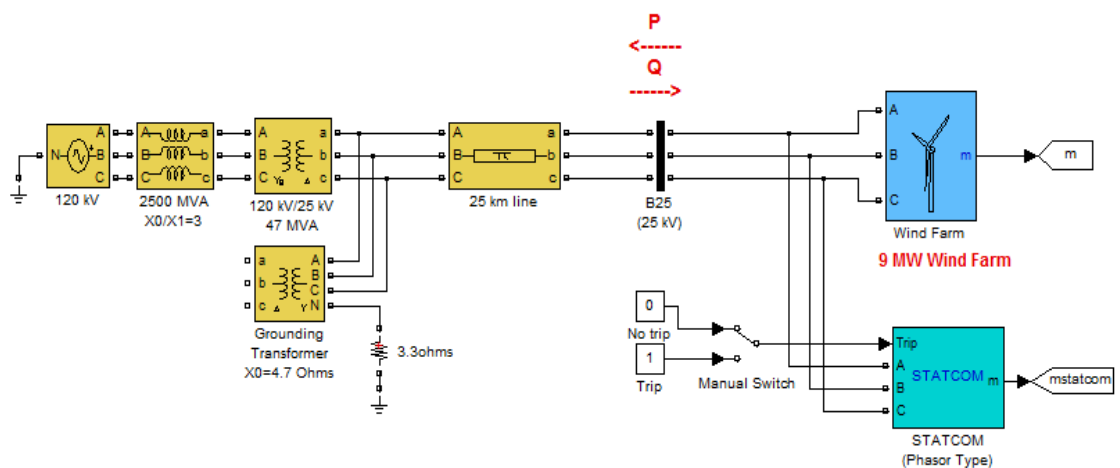 P
Q
N
A
B
C
120 kV
A
B
C
a
b
c
2500 MVA
X0/X1=3
A
B
C
a
b
c
Yg
Δ
120 kV/25 kV
47 MVA
A
B
C
a
b
c
25 km line
B25
(25 kV)
A
B
C
m
Wind Farm
9 MW Wind Farm
m
a
b
c
A
B
C
N
Δ
Y
Grounding
Transformer
X0=4.7 Ohms
3.3ohms
0
No trip
1
Trip
Manual Switch
Trip
A
B
C
STATCOM
m
STATCOM
(Phasor Type)
mstatcom